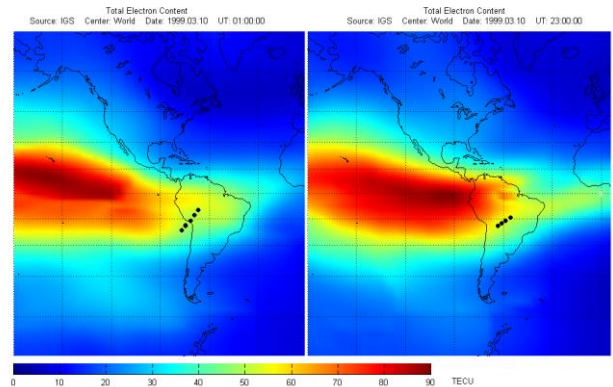 Total Electron Content
Source: IGS Center: World Date: 1999.03.10 UT: 01:00:00
Total Electron Content
Source: IGS Center: World Date: 1999.03.10 UT: 23:00:00
0 10 20 30 40 50 60 70 80 90 TECU